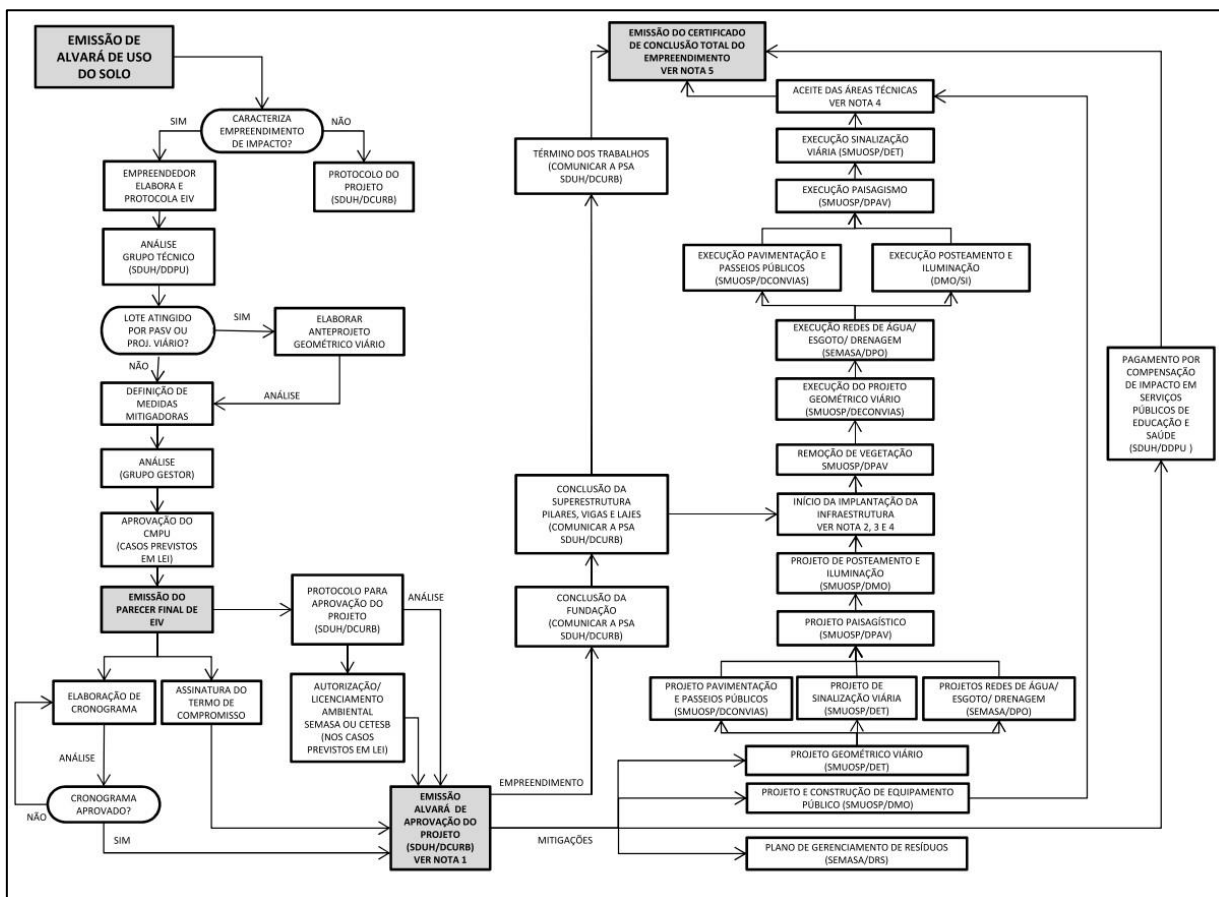 EMISSÃO DE
ALVARÁ DE USO
DO SOLO
SIM
CARACTERIZA
EMPREENDIMENTO
DE IMPACTO?
NÃO
EMPREENDEDOR
ELABORA E
PROTOCOLA EIV
PROTOCOLO DO
PROJETO
(SDUH/DCURB)
ANÁLISE
GRUPO TÉCNICO
(SDUH/DDPU)
LOTE ATINGIDO
POR PASV OU
PROJ. VIÁRIO?
SIM
ELABORAR
ANTEPROJETO
GEOMÉTRICO VIÁRIO
NÃO
ANÁLISE
DEFINIÇÃO DE
MEDIDAS
MITIGADORAS
ANÁLISE
(GRUPO GESTOR)
APROVAÇÃO DO
CMPU
(CASOS PREVISTOS
EM LEI)
EMISSÃO DO
PARECER FINAL DE
EIV
PROTOCOLO PARA
APROVAÇÃO DO
PROJETO
(SDUH/DCURB)
ANÁLISE
ELABORAÇÃO DE
CRONOGRAMA
ASSINATURA DO
TERMO DE
COMPROMISSO
AUTORIZAÇÃO/
LICENCIAMENTO
AMBIENTAL
SEMASA OU CETESB
(NOS CASOS
PREVISTOS EM LEI)
ANÁLISE
CRONOGRAMA
APROVADO?
NÃO
SIM
EMISSÃO
ALVARÁ DE
APROVAÇÃO DO
PROJETO
(SDUH/DCURB)
VER NOTA 1
EMPREENDIMENTO
MITIGAÇÕES
EMISSÃO DO CERTIFICADO
DE CONCLUSÃO TOTAL DO
EMPREENDIMENTO
VER NOTA 5
TÉRMINO DOS TRABALHOS
(COMUNICAR A PSA
SDUH/DCURB)
CONCLUSÃO DA
SUPERESTRUTURA
PILARES, VIGAS E LAJES
(COMUNICAR A PSA
SDUH/DCURB)
CONCLUSÃO DA
FUNDAÇÃO
(COMUNICAR A PSA
SDUH/DCURB)
ACEITE DAS ÁREAS TÉCNICAS
VER NOTA 4
EXECUÇÃO SINALIZAÇÃO
VIÁRIA (SMUOSP/DET)
EXECUÇÃO PAISAGISMO
(SMUOSP/DPAV)
EXECUÇÃO PAVIMENTAÇÃO E
PASSEIOS PÚBLICOS
(SMUOSP/DCONVIAS)
EXECUÇÃO POSTEAMENTO E
ILUMINAÇÃO
(DMO/SI)
EXECUÇÃO REDES DE ÁGUA/
ESGOTO/ DRENAGEM
(SEMASA/DPO)
EXECUÇÃO DO PROJETO
GEOMÉTRICO VIÁRIO
(SMUOSP/DECONVIAS)
REMOÇÃO DE VEGETAÇÃO
SMUOSP/DPAV
INÍCIO DA IMPLANTAÇÃO DA
INFRAESTRUTURA
VER NOTA 2, 3 E 4
PROJETO DE POSTEAMENTO E
ILUMINAÇÃO
(SMUOSP/DMO)
PROJETO PAISAGÍSTICO
(SMUOSP/DPAV)
PROJETO PAVIMENTAÇÃO
E PASSEIOS PÚBLICOS
(SMUOSP/DCONVIAS)
PROJETO DE
SINALIZAÇÃO VIÁRIA
(SMUOSP/DET)
PROJETOS REDES DE ÁGUA/
ESGOTO/ DRENAGEM
(SEMASA/DPO)
PROJETO GEOMÉTRICO VIÁRIO
(SMUOSP/DET)
PROJETO E CONSTRUÇÃO DE EQUIPAMENTO
PÚBLICO (SMUOSP/DMO)
PLANO DE GERENCIAMENTO DE RESÍDUOS
(SEMASA/DRS)
PAGAMENTO POR
COMPENSAÇÃO
DE IMPACTO EM
SERVIÇOS
PÚBLICOS DE
EDUCAÇÃO E
SAÚDE
(SDUH/DDPU )